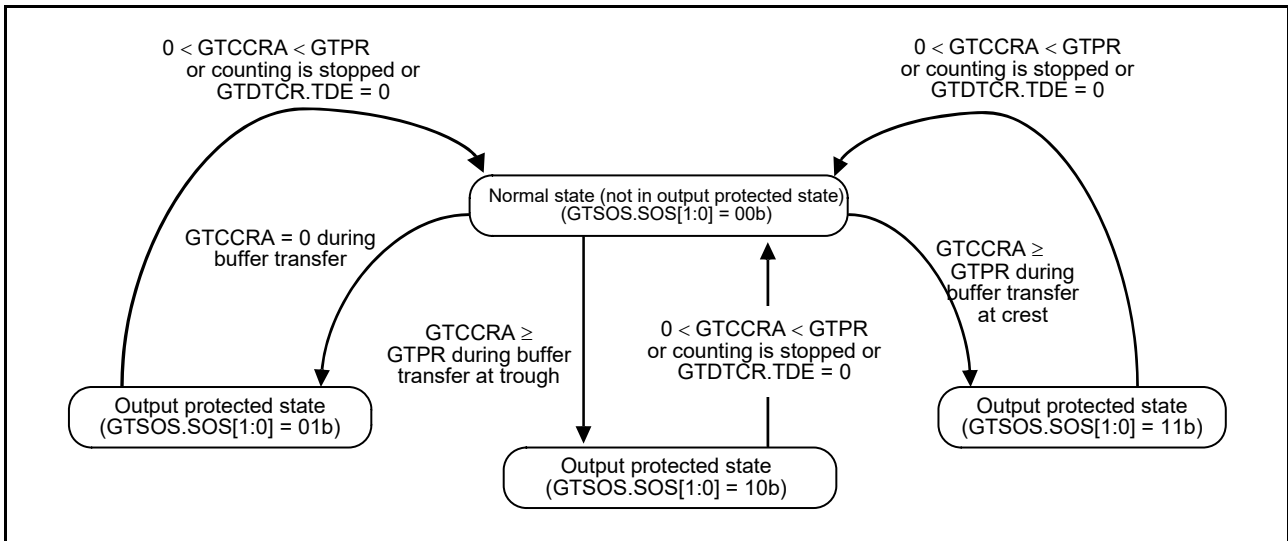 0 < GTCCRA < GTPR
or counting is stopped or
GTDTCR.TDE = 0
0 < GTCCRA < GTPR
or counting is stopped or
GTDTCR.TDE = 0
Normal state (not in output protected state)
(GTSOS.SOS[1:0] = 00b)
GTCCRA = 0 during
buffer transfer
GTCCRA ≥
GTPR during buffer
transfer at trough
0 < GTCCRA < GTPR
or counting is stopped or
GTDTCR.TDE = 0
GTCCRA ≥
GTPR during
buffer transfer
at crest
Output protected state
(GTSOS.SOS[1:0] = 01b)
Output protected state
(GTSOS.SOS[1:0] = 10b)
Output protected state
(GTSOS.SOS[1:0] = 11b)